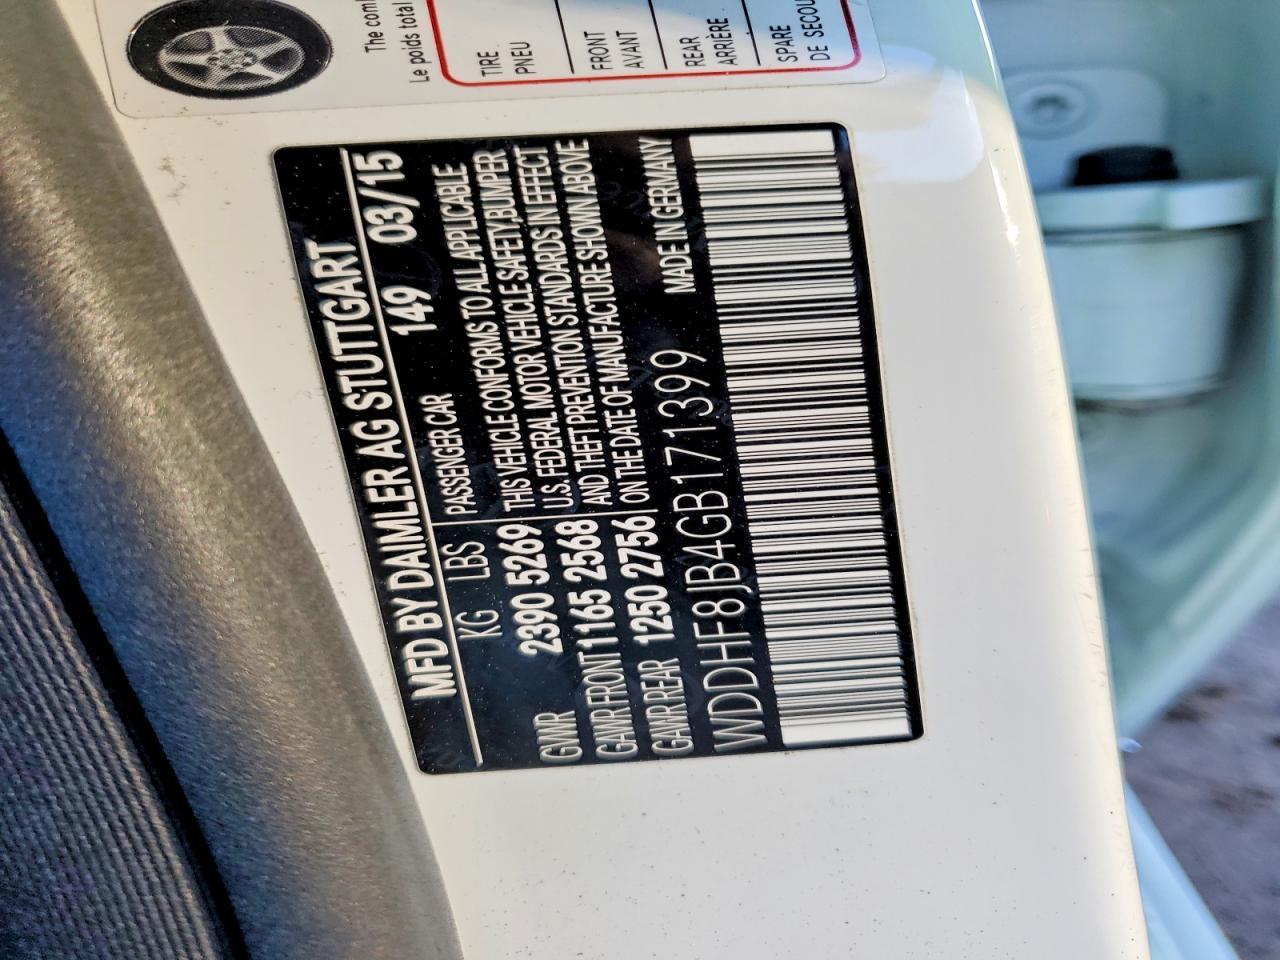 The
Le poids total
TIRE
PNEU
FRONT
AVANT
REAR
ARRIÈRE
SPARE
DE
MFD BY DAIMLER AG STUTTGART
149 03/15
KG LBS PASSENGER CAR
GVWR 2390 5269
GAWR FRONT 1165 2568
GAWR REAR 1250 2756
THIS VEHICLE CONFORMS TO ALL APPLICABLE
U.S. FEDERAL MOTOR VEHICLE SAFETY,BUMPER
AND THEFT PREVENTION STANDARDS IN EFFECT
ON THE DATE OF MANUFACTURE SHOWN ABOVE
MADE IN GERMANY
WDDHF8JB4GB171399